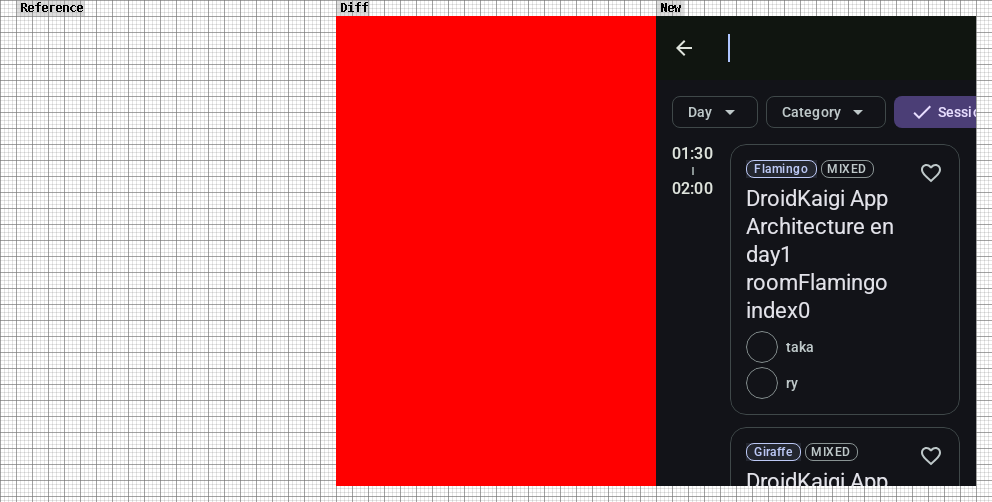 Reference
Diff
New
Day
Category
01:30
02:00
Flamingo
MIXED
DroidKaigi App
Architecture en
day1
roomFlamingo
index0
taka
ry
Giraffe
MIXED
DroidKaigi App